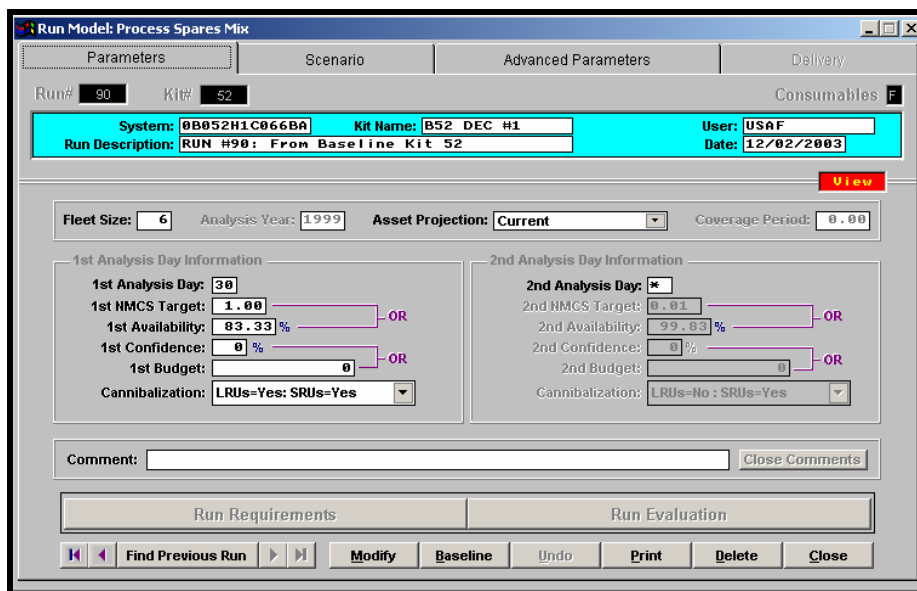 Run Model: Process Spares Mix
Parameters Scenario Advanced Parameters Delivery
Run# 90 Kit# 52 Consumables F
System: 0B052H1C066BA Kit Name: B52 DEC #1 User: USAF
Run Description: RUN #90: From Baseline Kit 52 Date: 12/02/2003
View
Fleet Size: 6 Analysis Year: 1999 Asset Projection: Current Coverage Period: 0.00
1st Analysis Day Information 2nd Analysis Day Information
1st Analysis Day: 30 2nd Analysis Day: *
1st NMCS Target: 1.00 2nd NMCS Target: 0.01
OR OR
1st Availability: 83.33 % 2nd Availability: 99.83 %
1st Confidence: 0 % 2nd Confidence: 0 %
OR OR
1st Budget: 0 2nd Budget: 0
Cannibalization: LRUs=Yes: SRUs=Yes Cannibalization: LRUs=No : SRUs=Yes
Comment: Close Comments
Run Requirements Run Evaluation
Find Previous Run Modify Baseline Undo Print Delete Close